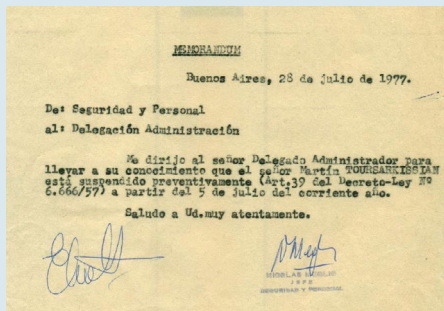 MEMORANDUM
Buenos Aires, 28 de julio de 1977.
De: Seguridad y Personal
al: Delegación Administración
Me dirijo al señor Delegado Administrador para
llevar a su conocimiento que el señor Martín TOURSARKISSIAN
está suspendido preventivamente (Art.39 del Decreto-Ley Nº
6.666/57) a partir del 5 de julio del corriente año.
Saludo a Ud.muy atentamente.
NICOLAS
JEFE
SEGURIDAD Y PERSONAL